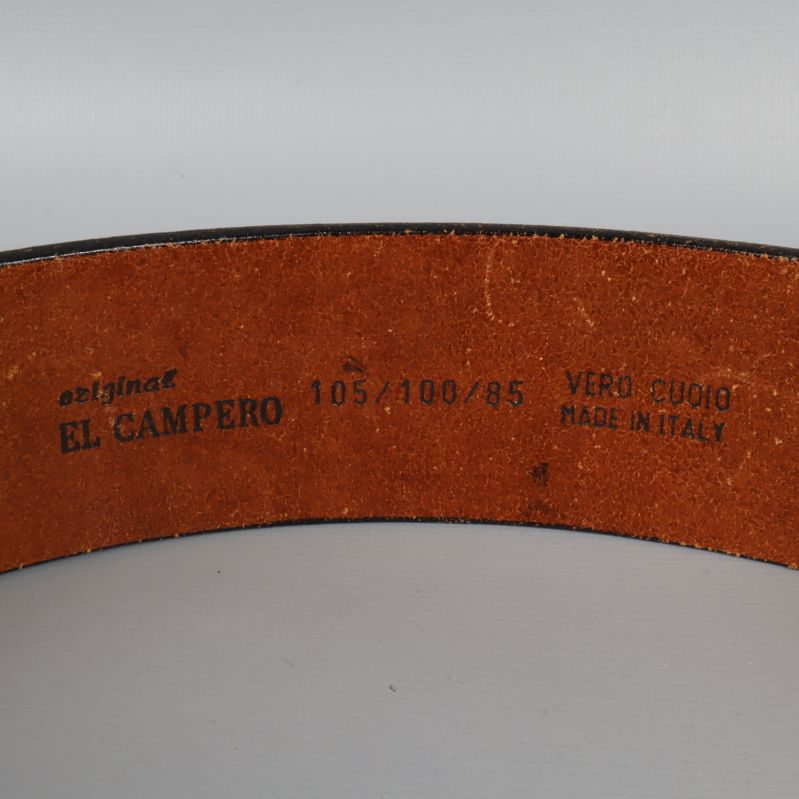 original
EL CAMPERO
105/100/85
VERO CUOIO
MADE IN ITALY